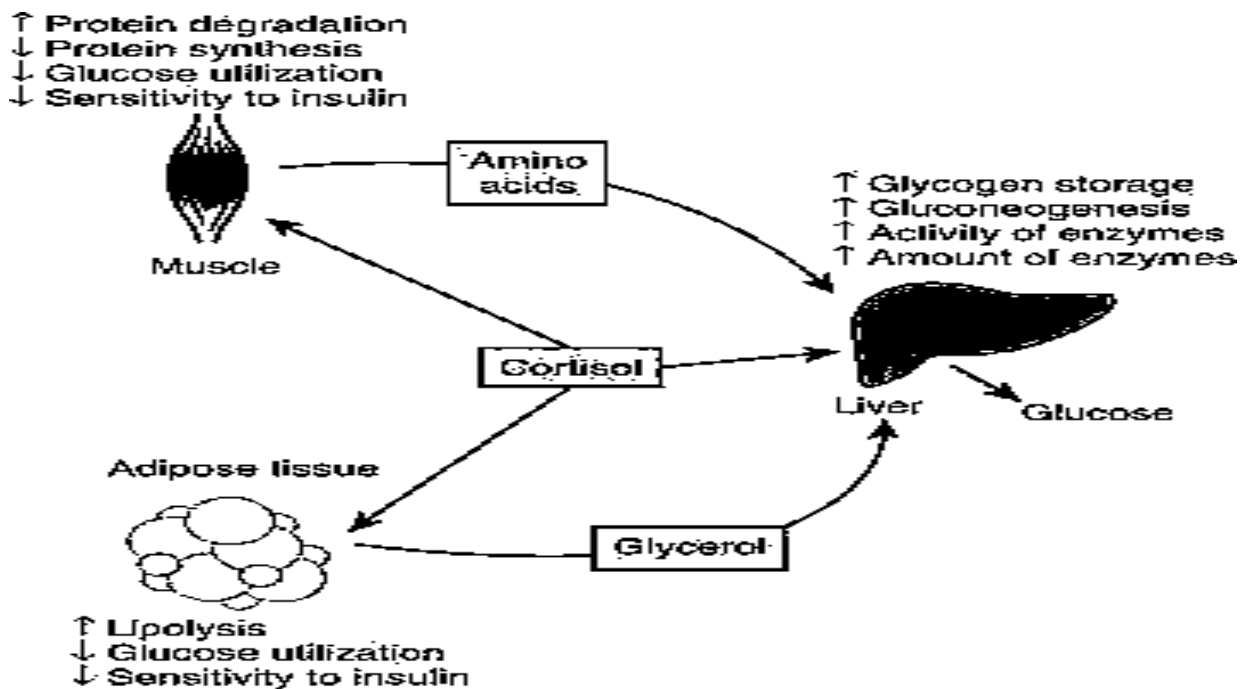 ↑ Protein degradation
↓ Protein synthesis
↓ Glucose utilization
↓ Sensitivity to insulin
Muscle
Amino
acids
↑ Glycogen storage
↑ Gluconeogenesis
↑ Activity of enzymes
↑ Amount of enzymes
Cortisol
Liver
Glucose
Adipose tissue
Glycerol
↑ Lipolysis
↓ Glucose utilization
↓ Sensitivity to insulin